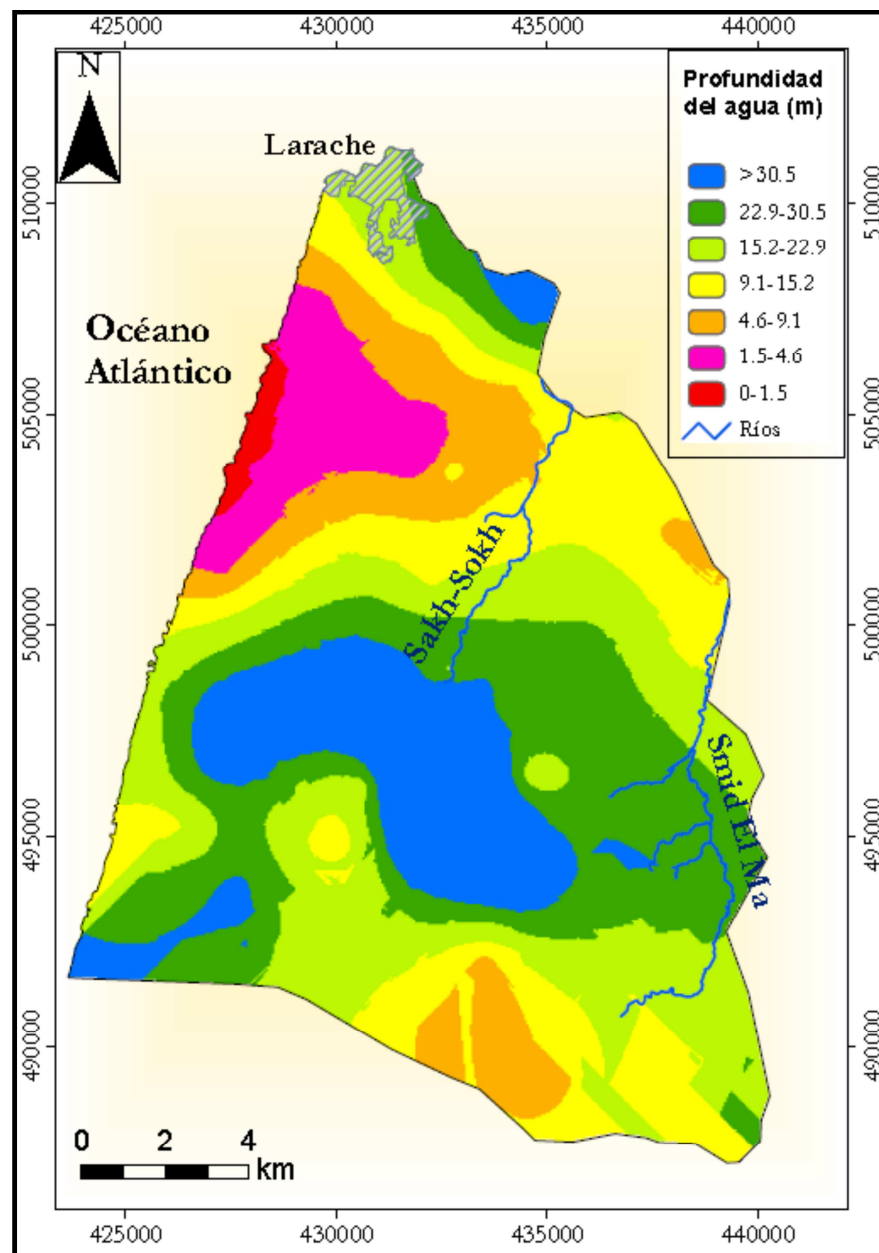 425000 430000 435000 440000
N
Larache
Océano
Atlántico
Profundidad
del agua (m)
>30.5
22.9-30.5
15.2-22.9
9.1-15.2
4.6-9.1
1.5-4.6
0-1.5
Ríos
510000 510000
505000 505000
500000 500000
495000 495000
490000 490000
Sakh-Sokh
Smid El Ma
0 2 4
km
425000 430000 435000 440000